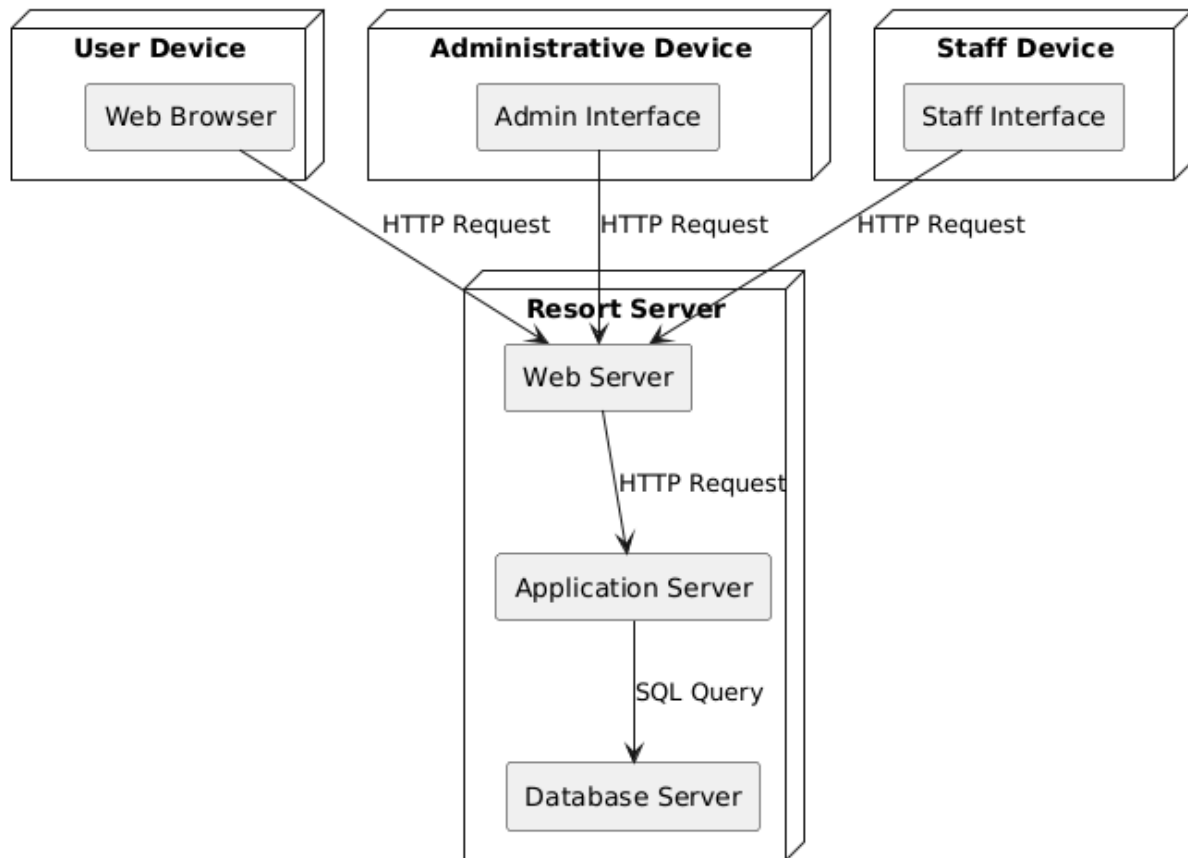 User Device
Administrative Device
Staff Device
Web Browser
Admin Interface
Staff Interface
HTTP Request
HTTP Request
HTTP Request
Resort Server
Web Server
HTTP Request
Application Server
SQL Query
Database Server